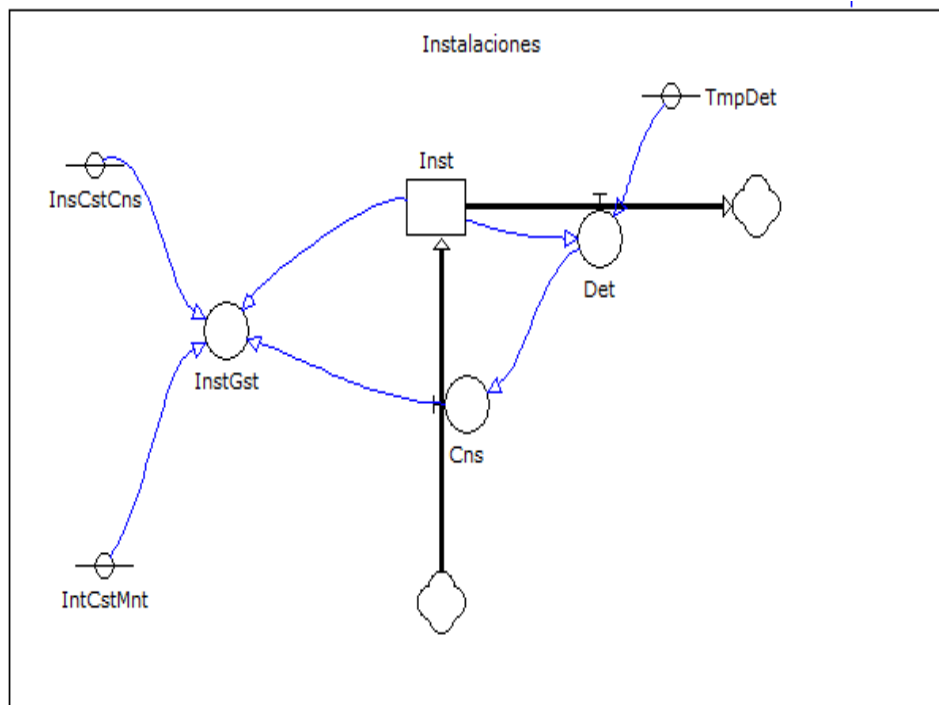 Instalaciones
TmpDet
Inst
InsCstCns
Det
InstGst
Cns
IntCstMnt